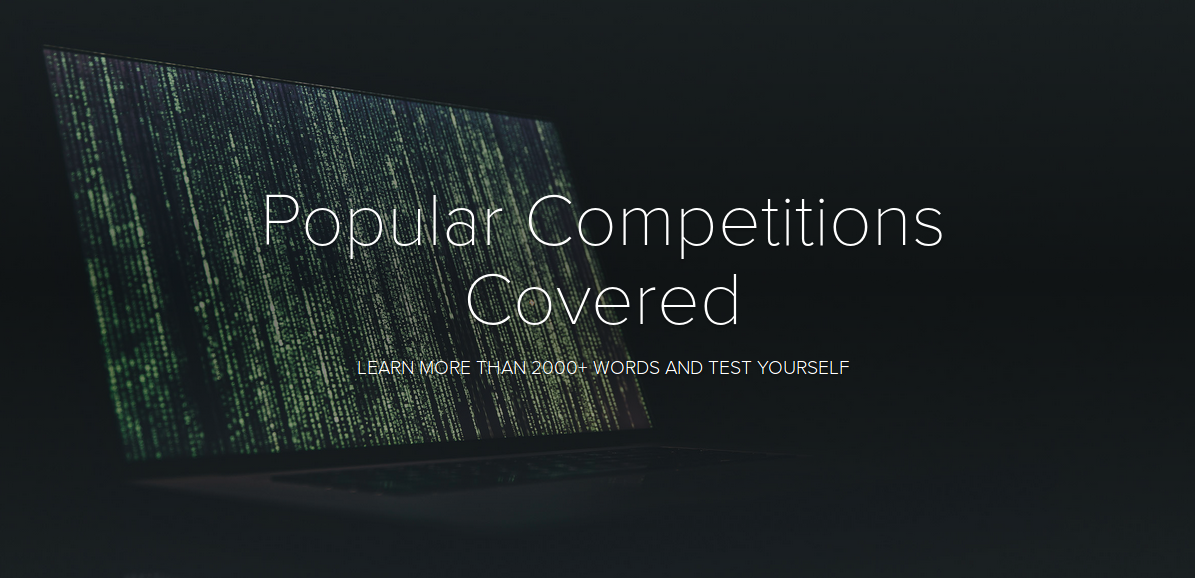 Popular Competitions
Covered
LEARN MORE THAN 2000+ WORDS AND TEST YOURSELF